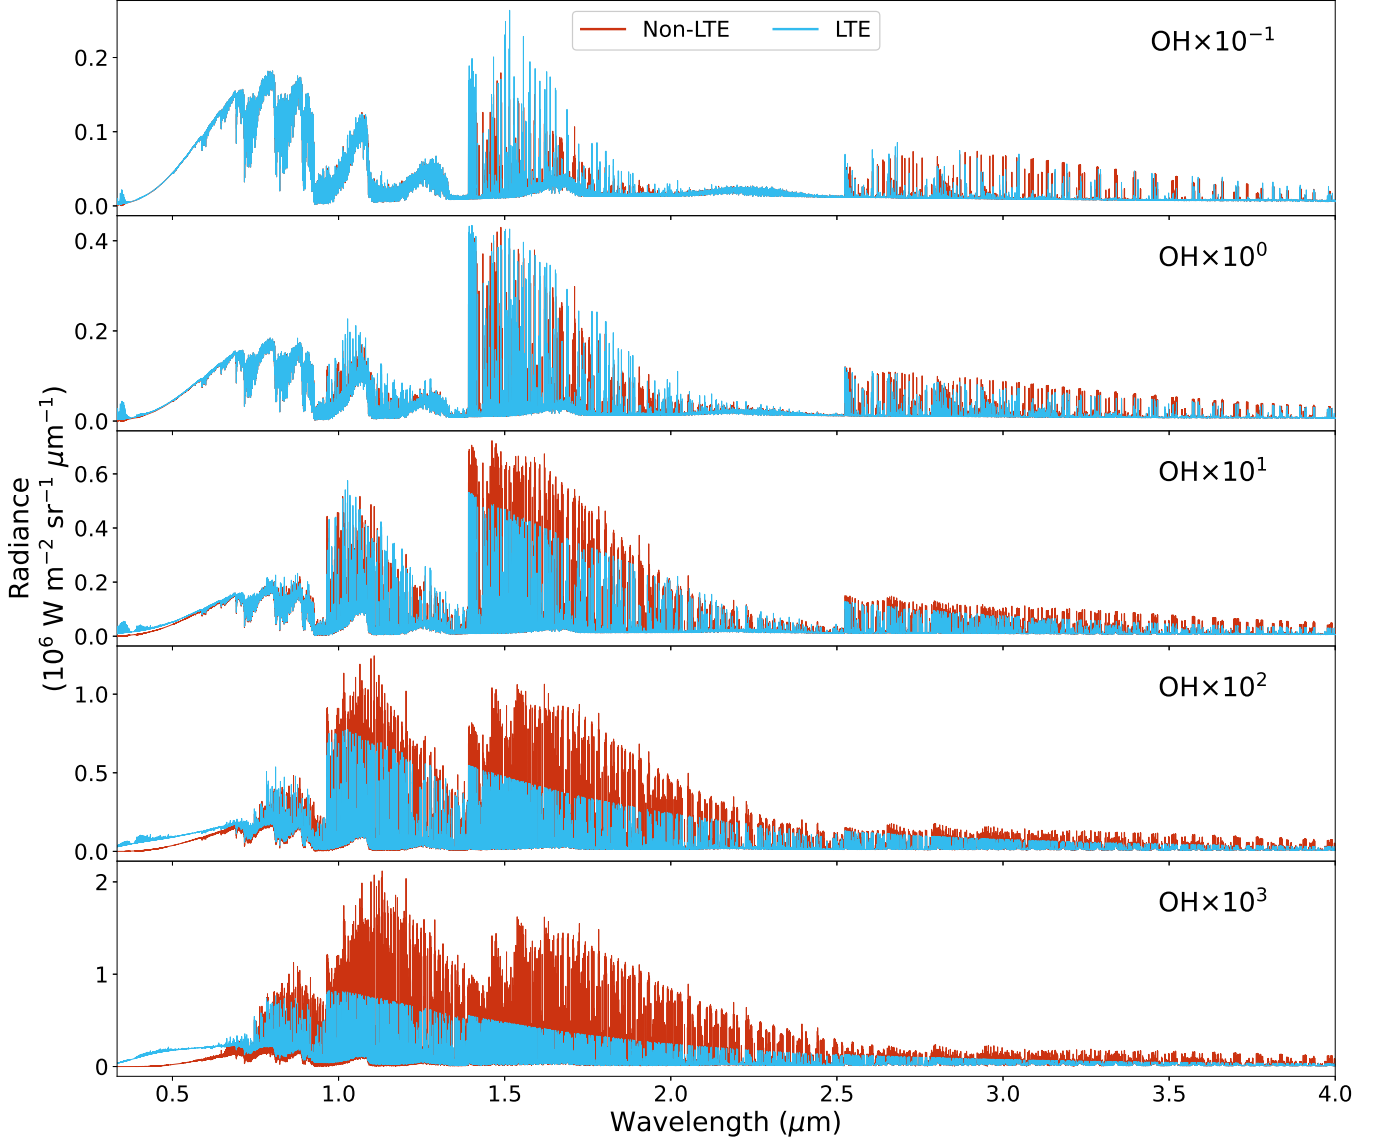 Non-LTE
LTE
OH×10⁻¹
0.2
0.1
0.0
OH×10⁰
0.4
0.2
0.0
OH×10¹
0.6
0.4
0.2
0.0
OH×10²
1.0
0.5
0.0
OH×10³
2
1
0
Radiance
(10⁶ W m⁻² sr⁻¹ μm⁻¹)
0.5 1.0 1.5 2.0 2.5 3.0 3.5 4.0
Wavelength (μm)